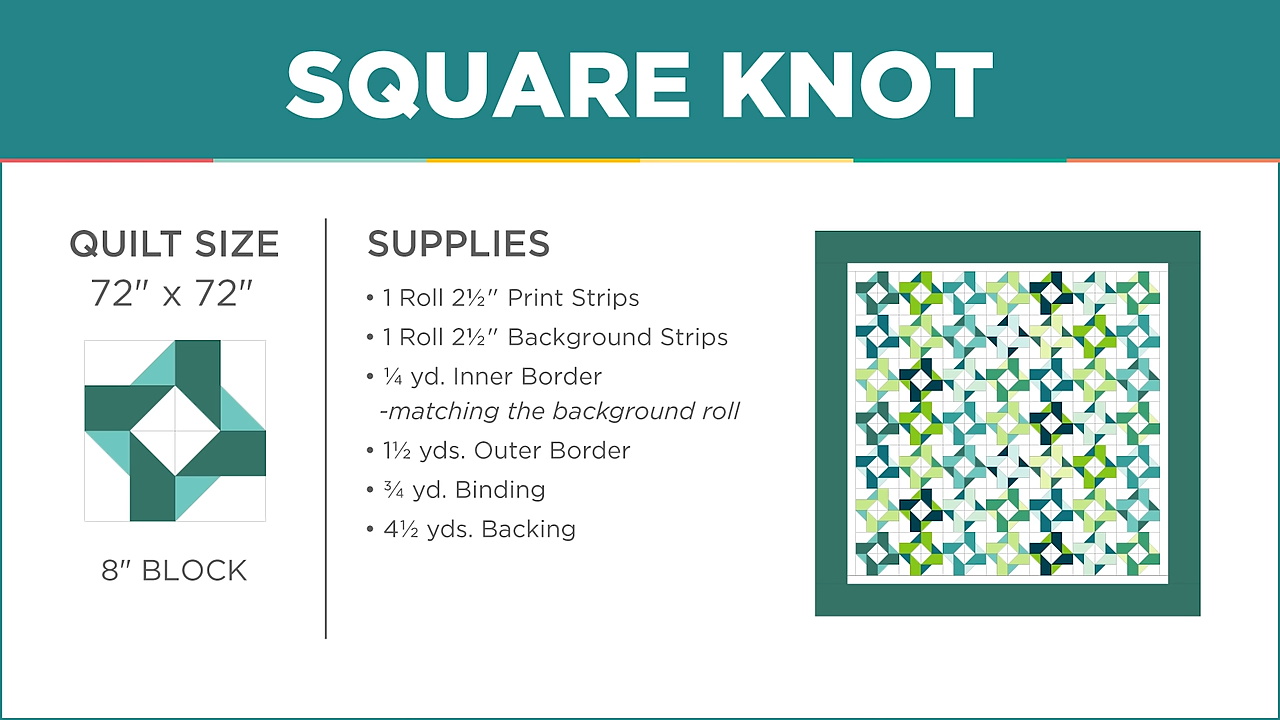 SQUARE KNOT
QUILT SIZE
72" x 72"
8" BLOCK
SUPPLIES
• 1 Roll 2½" Print Strips
• 1 Roll 2½" Background Strips
• ¼ yd. Inner Border
-matching the background roll
• 1½ yds. Outer Border
• ¾ yd. Binding
• 4½ yds. Backing